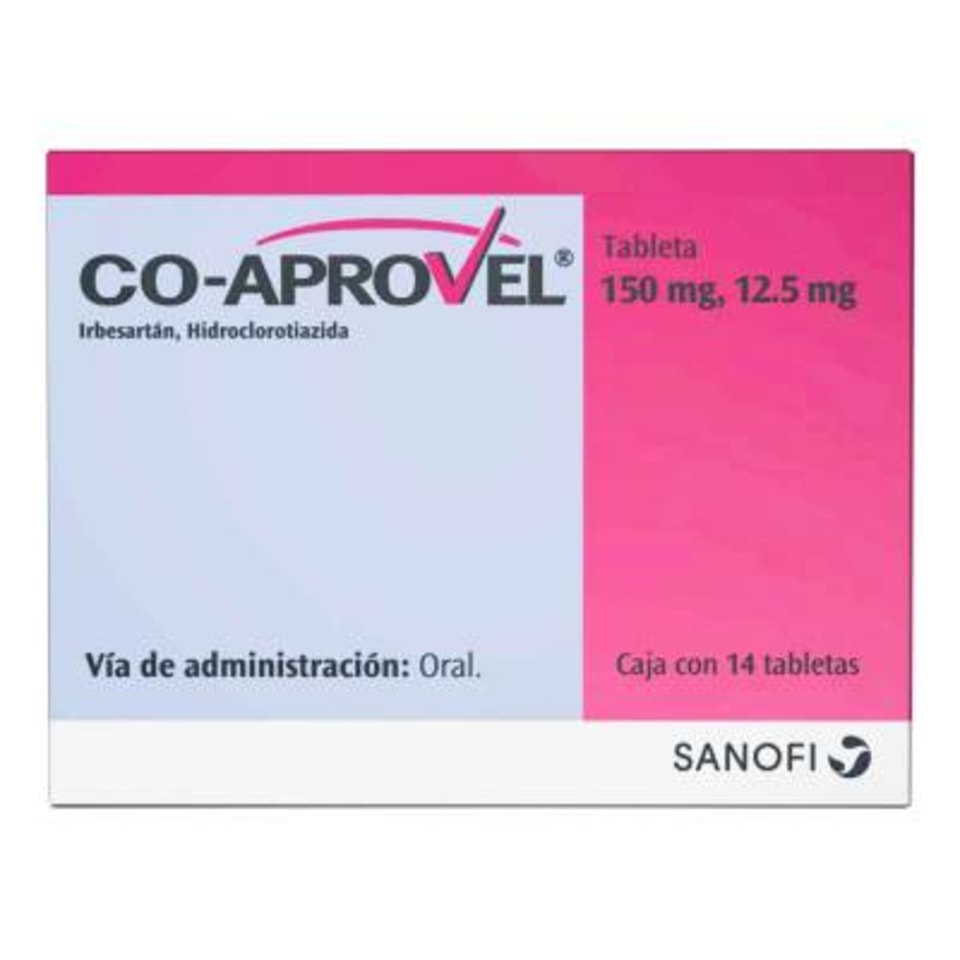 CO-APROVEL®
Irbesartán, Hidroclorotiazida
Tableta
150 mg, 12.5 mg
Vía de administración: Oral.
Caja con 14 tabletas
SANOFI